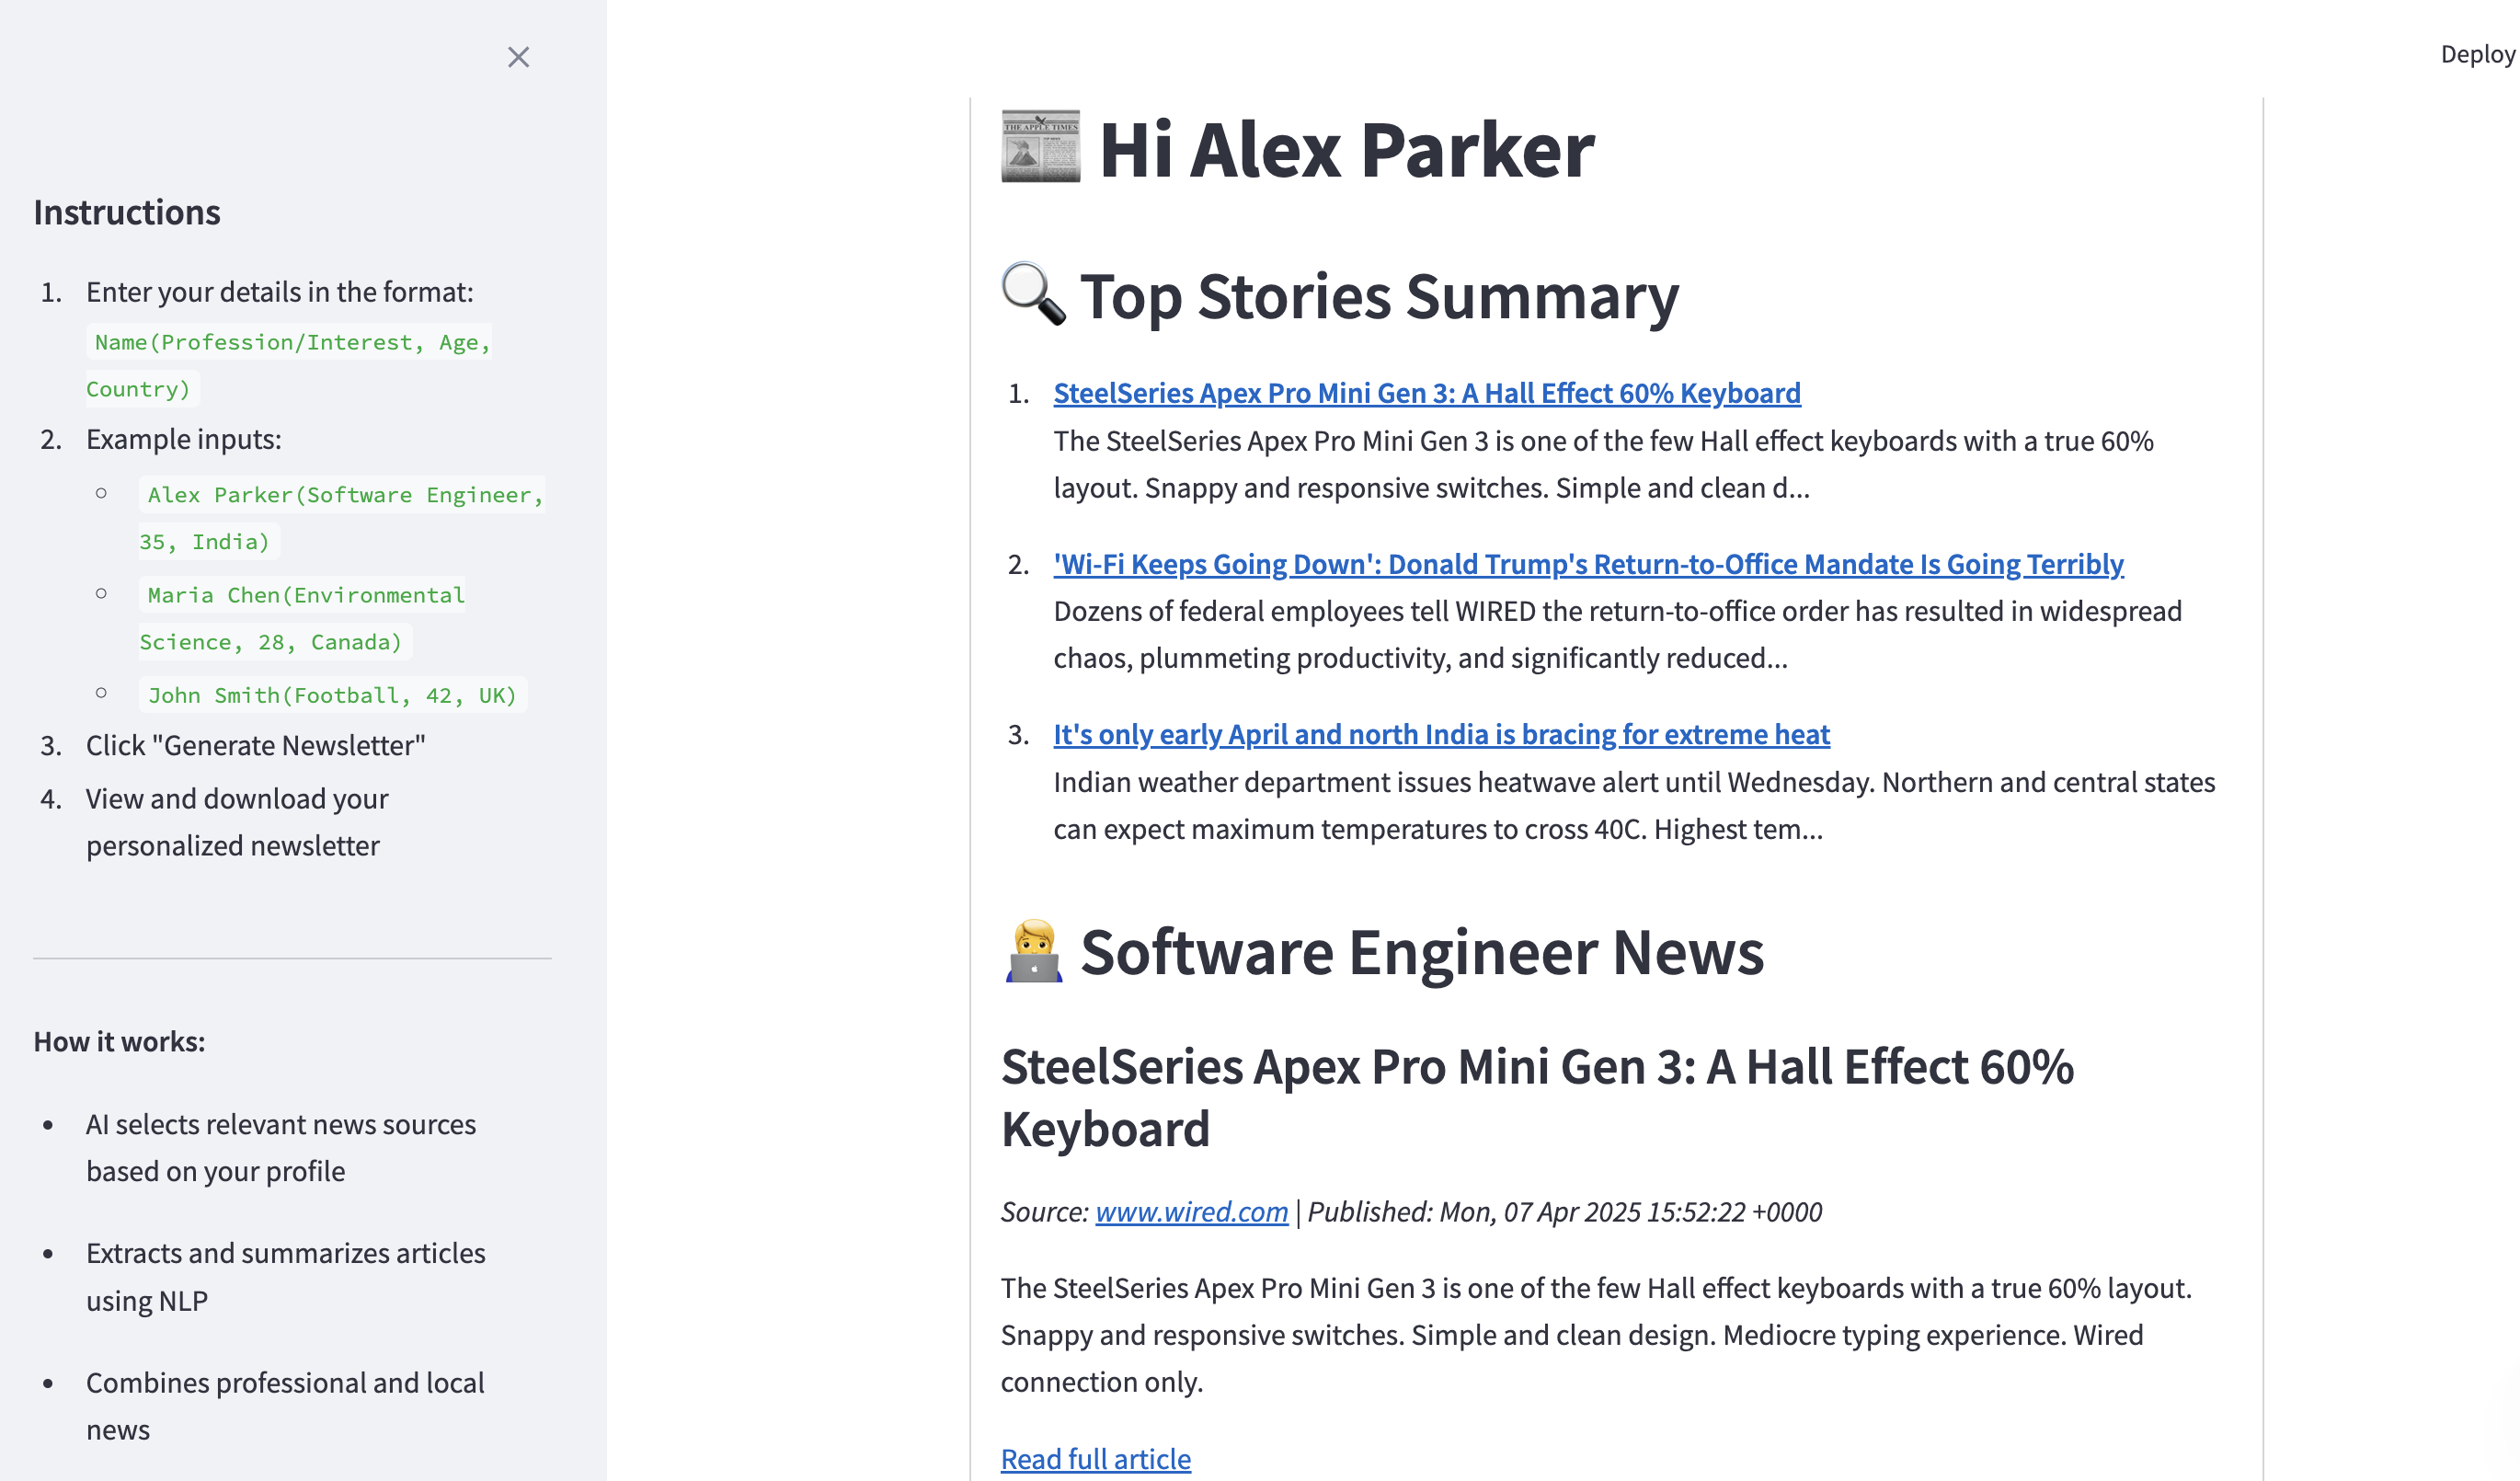 Instructions
1. Enter your details in the format:
Name(Profession/Interest, Age,
Country)
2. Example inputs:
Alex Parker(Software Engineer,
35, India)
Maria Chen(Environmental
Science, 28, Canada)
John Smith(Football, 42, UK)
3. Click "Generate Newsletter"
4. View and download your
personalized newsletter
How it works:
AI selects relevant news sources
based on your profile
Extracts and summarizes articles
using NLP
Combines professional and local
news
Deploy
THE APPLE TIMES
Hi Alex Parker
Top Stories Summary
1. SteelSeries Apex Pro Mini Gen 3: A Hall Effect 60% Keyboard
The SteelSeries Apex Pro Mini Gen 3 is one of the few Hall effect keyboards with a true 60%
layout. Snappy and responsive switches. Simple and clean d...
2. 'Wi-Fi Keeps Going Down': Donald Trump's Return-to-Office Mandate Is Going Terribly
Dozens of federal employees tell WIRED the return-to-office order has resulted in widespread
chaos, plummeting productivity, and significantly reduced...
3. It's only early April and north India is bracing for extreme heat
Indian weather department issues heatwave alert until Wednesday. Northern and central states
can expect maximum temperatures to cross 40C. Highest tem...
Software Engineer News
SteelSeries Apex Pro Mini Gen 3: A Hall Effect 60%
Keyboard
Source: www.wired.com | Published: Mon, 07 Apr 2025 15:52:22 +0000
The SteelSeries Apex Pro Mini Gen 3 is one of the few Hall effect keyboards with a true 60% layout.
Snappy and responsive switches. Simple and clean design. Mediocre typing experience. Wired
connection only.
Read full article